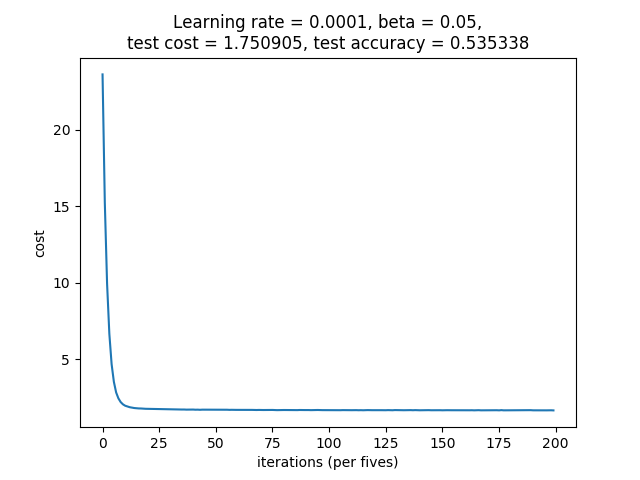 Learning rate = 0.0001, beta = 0.05,
test cost = 1.750905, test accuracy = 0.535338
20
15
10
5
cost
0 25 50 75 100 125 150 175 200
iterations (per fives)